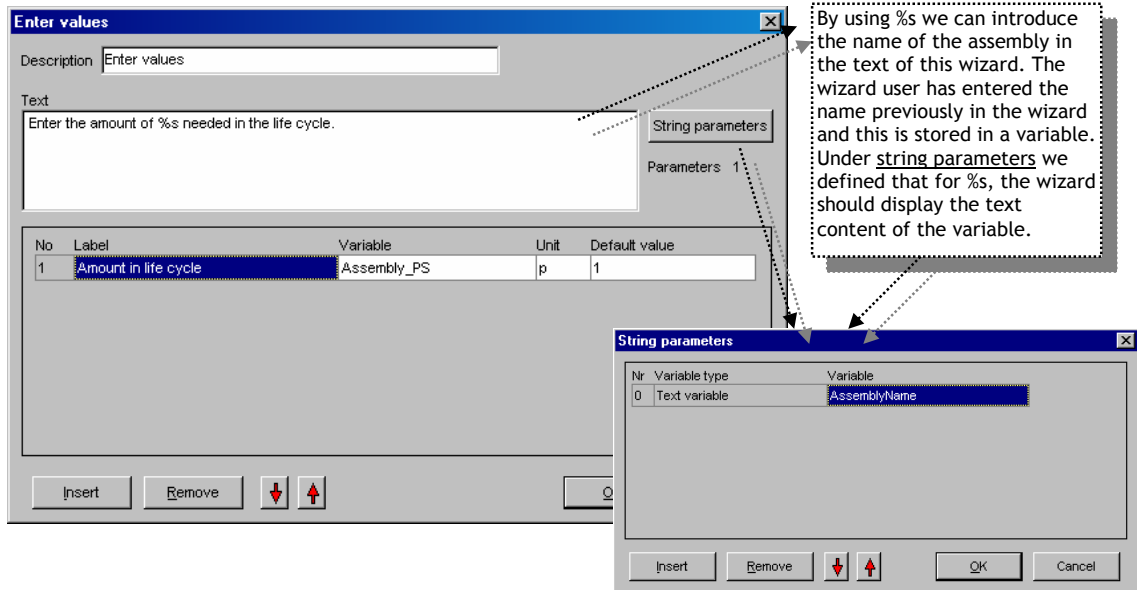 Enter values
Description Enter values
Text
Enter the amount of %s needed in the life cycle.
String parameters
Parameters 1
No Label Variable Unit Default value
1 Amount in life cycle Assembly_PS p 1
Insert Remove O
By using %s we can introduce
the name of the assembly in
the text of this wizard. The
wizard user has entered the
name previously in the wizard
and this is stored in a variable.
Under string parameters we
defined that for %s, the wizard
should display the text
content of the variable.
String parameters
Nr Variable type Variable
0 Text variable AssemblyName
Insert Remove OK Cancel